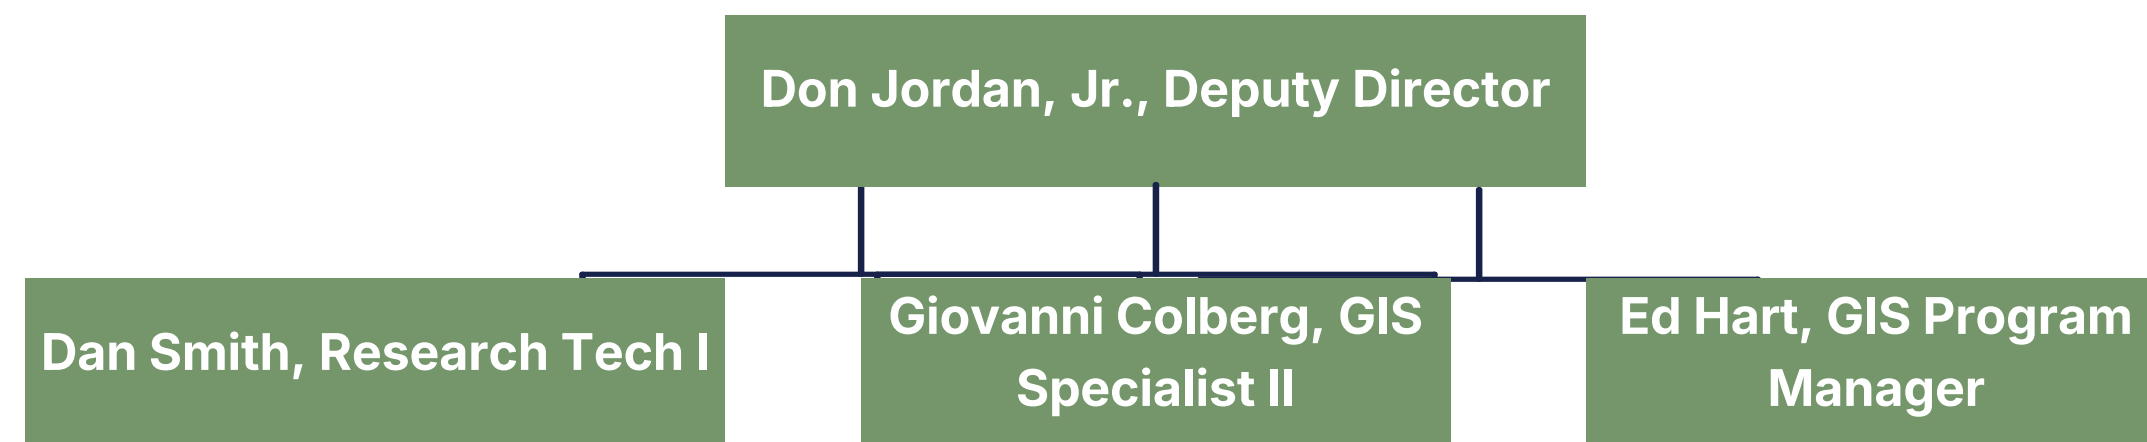 Don Jordan, Jr., Deputy Director
Dan Smith, Research Tech I
Giovanni Colberg, GIS
Specialist II
Ed Hart, GIS Program
Manager